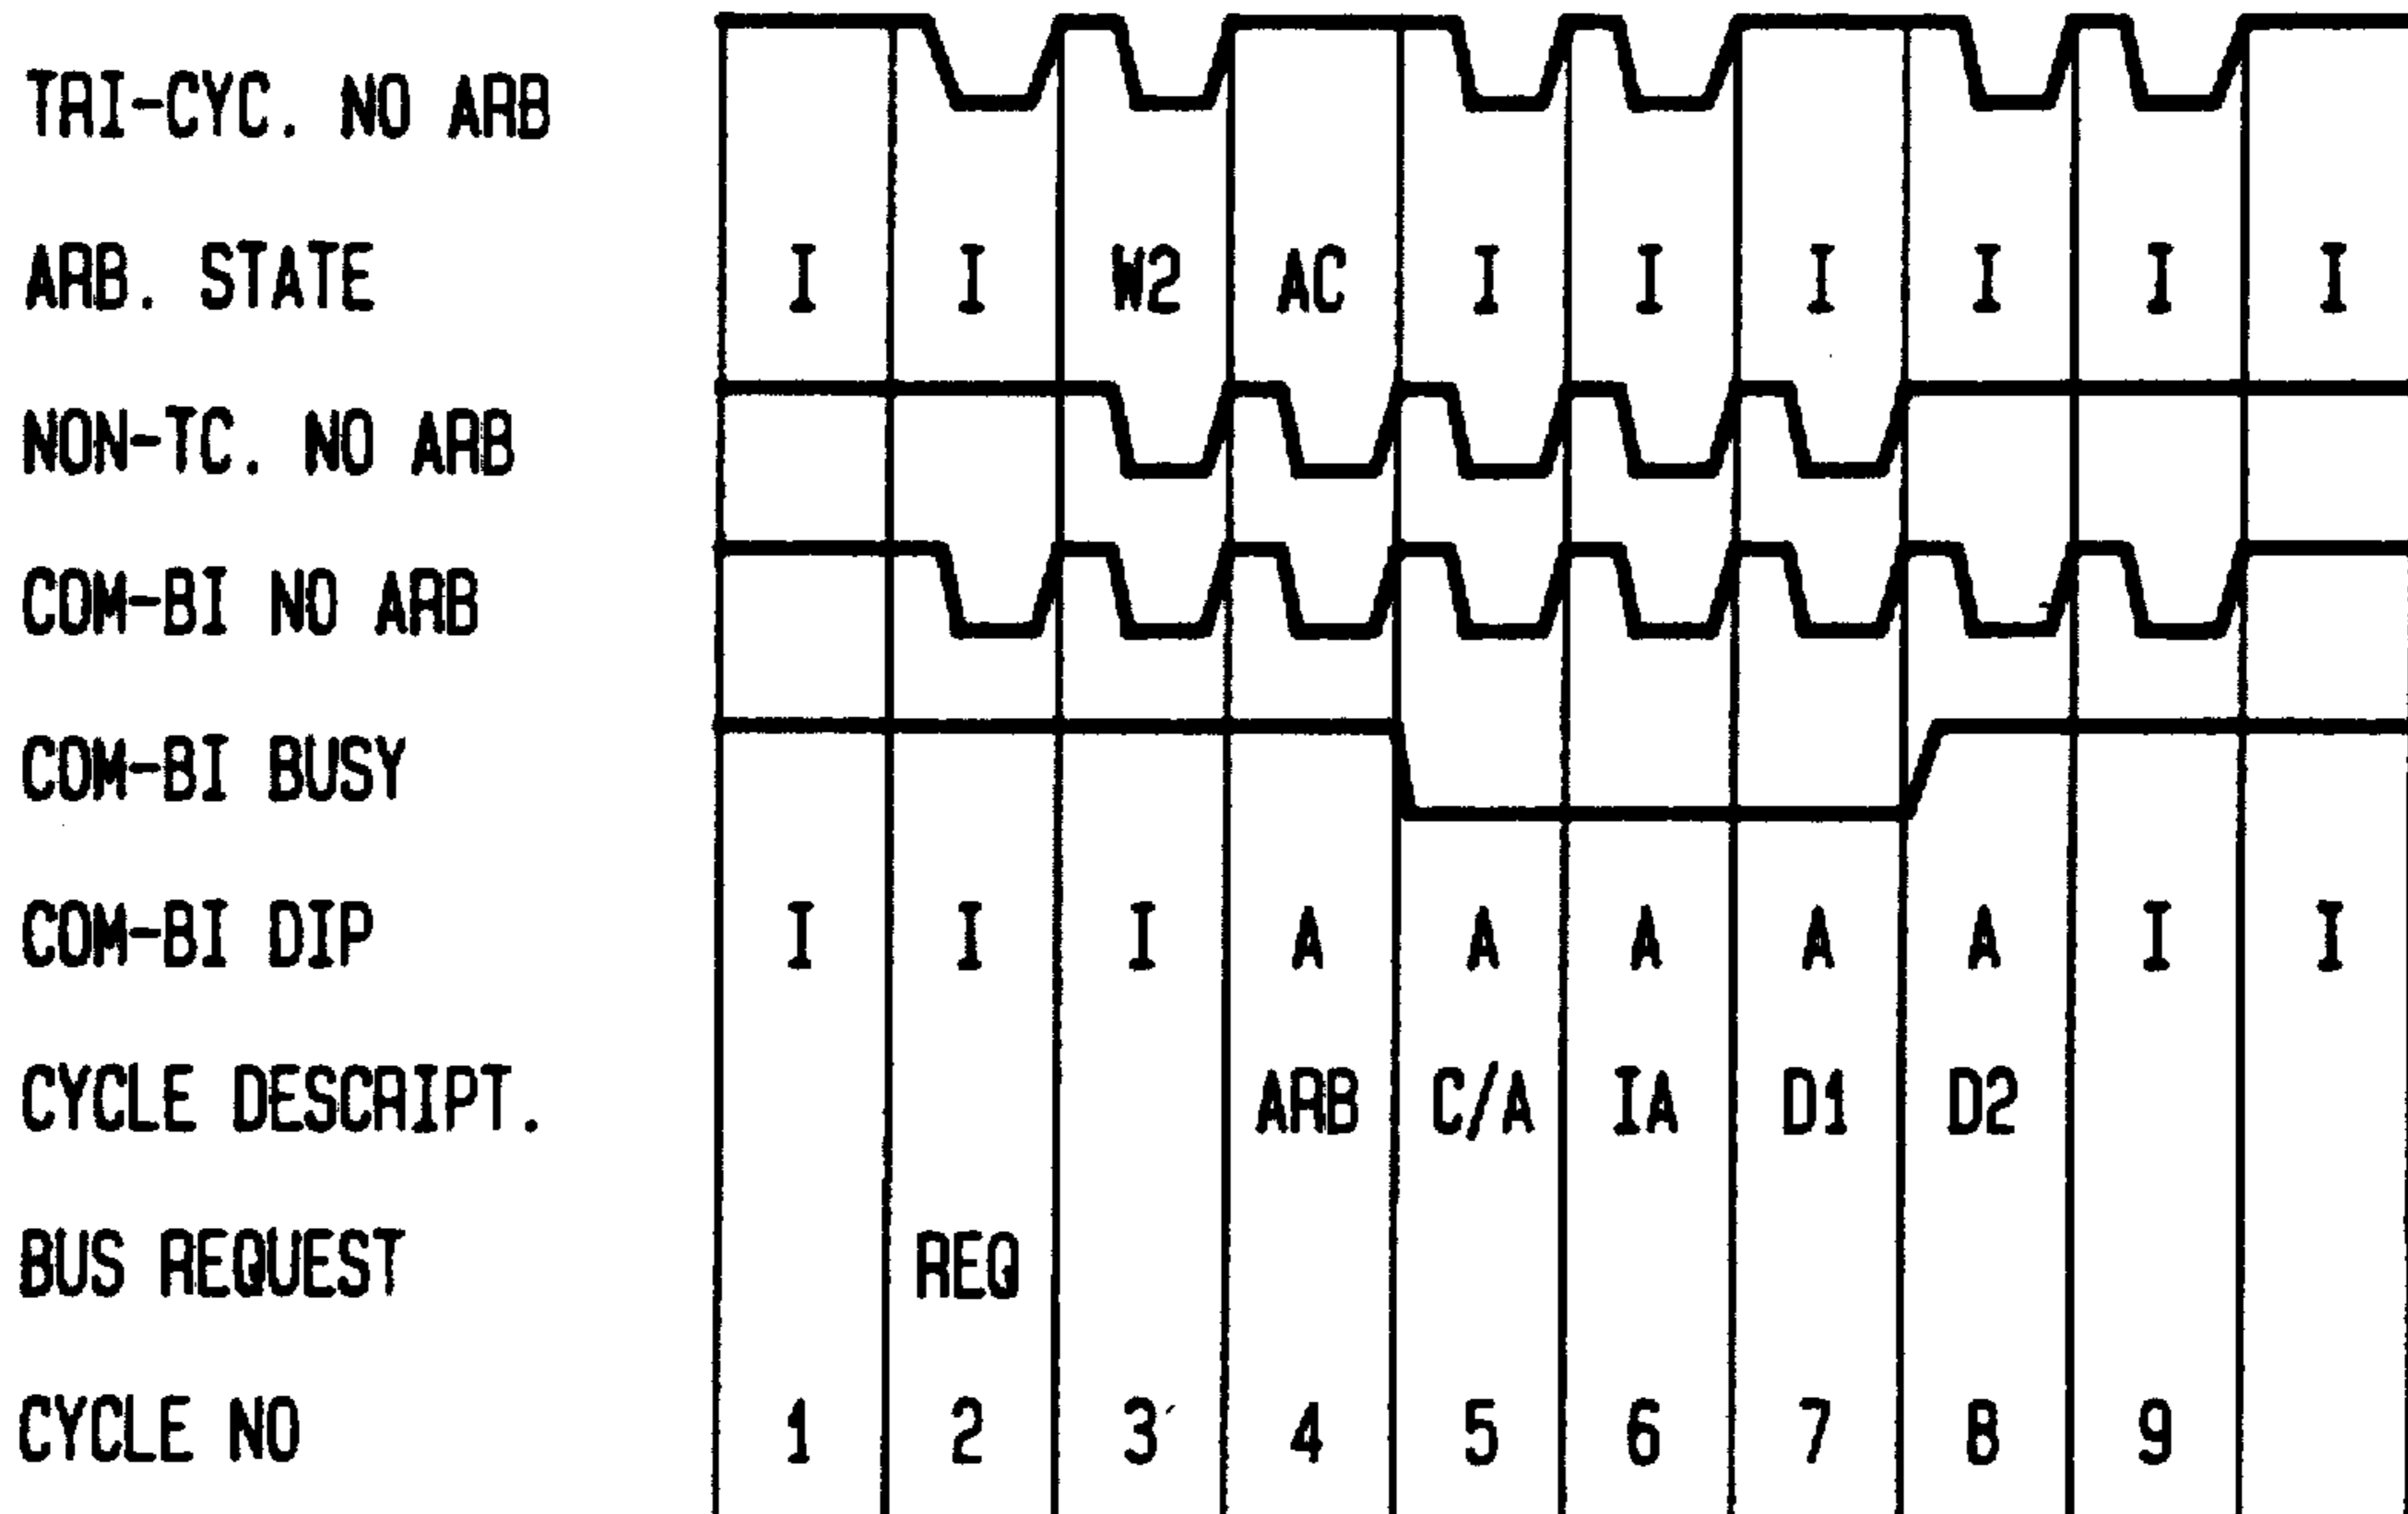 TRI-CYC. NO ARB
ARB. STATE I I W2 AC I I I I I I
NON-TC. NO ARB
COM-BI NO ARB
COM-BI BUSY
COM-BI DIP I I I A A A A A I I
CYCLE DESCRIPT. ARB C/A IA D1 D2
BUS REQUEST REQ
CYCLE NO 1 2 3 4 5 6 7 8 9